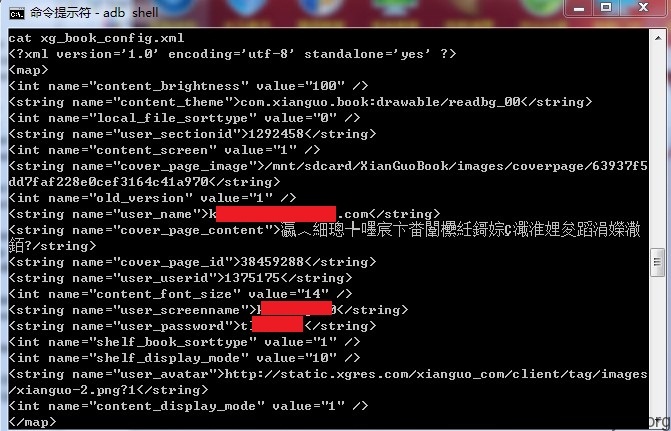 命令提示符 - adb shell
cat xg_book_config.xml
<?xml version='1.0' encoding='utf-8' standalone='yes' ?>
<map>
<int name="content_brightness" value="100" />
<string name="content_theme">com.xianguo.book:drawable/readbg_00</string>
<int name="local_file_sorttype" value="0" />
<string name="user_sectionid">1292458</string>
<int name="content_screen" value="1" />
<string name="cover_page_image">/mnt/sdcard/XianGuoBook/images/coverpage/63937f5
dd7faf228e0cef3164c41a970</string>
<int name="old_version" value="1" />
<string name="user_name">k .com</string>
<string name="cover_page_content">
?/string>
<string name="cover_page_id">38459288</string>
<string name="user_userid">1375175</string>
<int name="content_font_size" value="14" />
<string name="user_screenname">k 0</string>
<string name="user_password">tl </string>
<int name="shelf_book_sorttype" value="1" />
<int name="shelf_display_mode" value="10" />
<string name="user_avatar">http://static.xgres.com/xianguo_com/client/tag/images
/xianguo-2.png?1</string>
<int name="content_display_mode" value="1" />
</map>